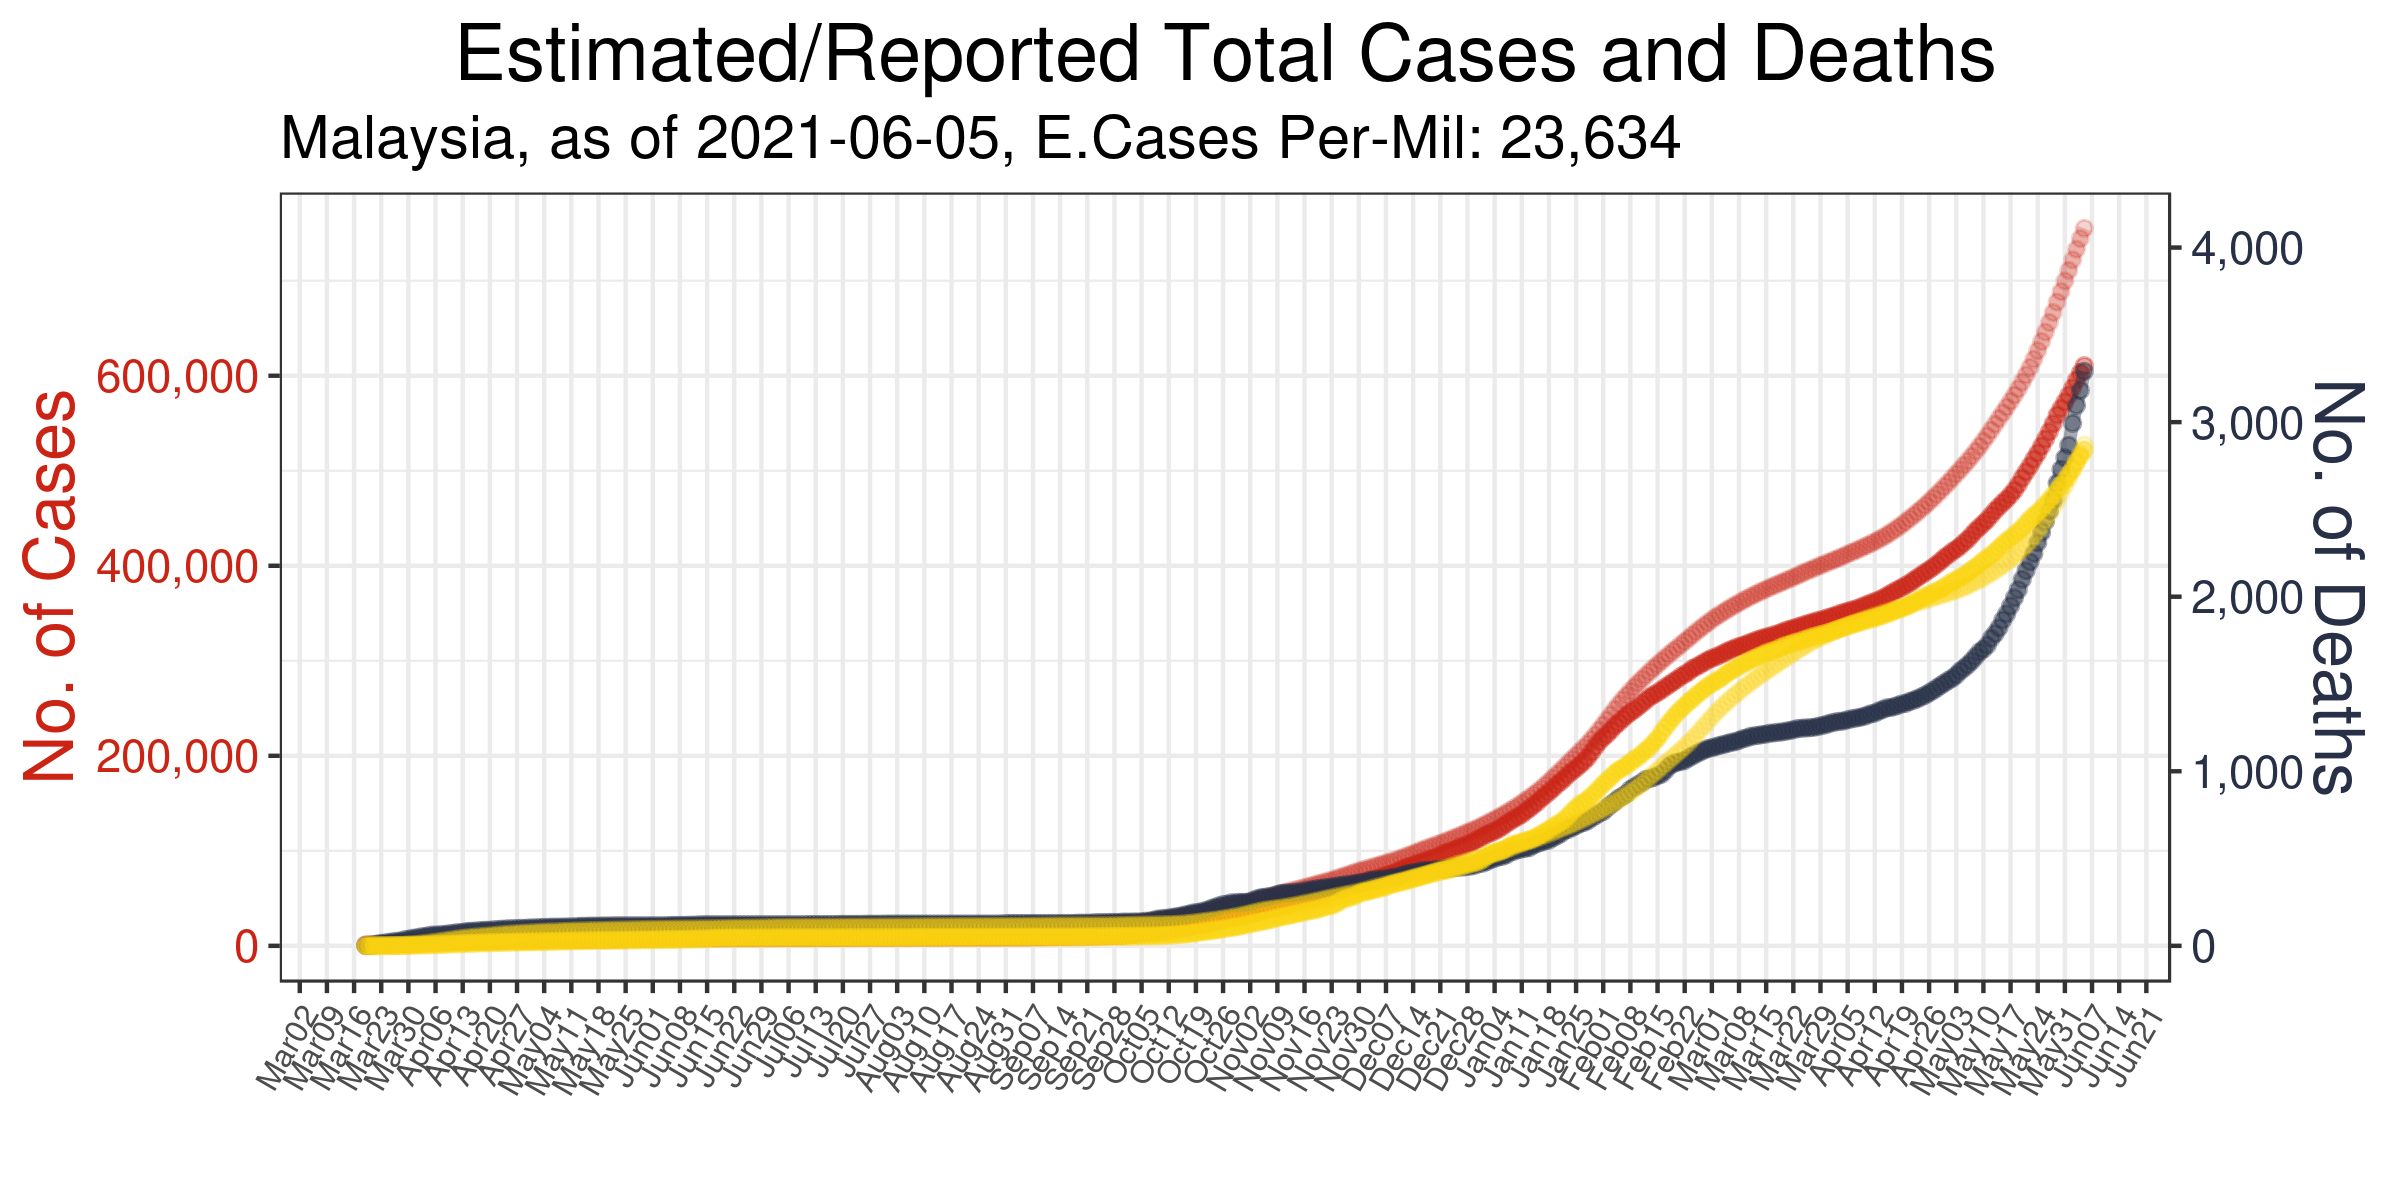 Estimated/Reported Total Cases and Deaths
Malaysia, as of 2021-06-05, E.Cases Per-Mil: 23,634
No. of Cases
600,000
400,000
200,000
0
4,000
3,000
2,000
1,000
0
No. of Deaths
Mar02
Mar09
Mar16
Mar23
Mar30
Apr06
Apr13
Apr20
Apr27
May04
May11
May18
May25
Jun01
Jun08
Jun15
Jun22
Jun29
Jul06
Jul13
Jul20
Jul27
Aug03
Aug10
Aug17
Aug24
Aug31
Sep07
Sep14
Sep21
Sep28
Oct05
Oct12
Oct19
Oct26
Nov02
Nov09
Nov16
Nov23
Nov30
Dec07
Dec14
Dec21
Dec28
Jan04
Jan11
Jan18
Jan25
Feb01
Feb08
Feb15
Feb22
Mar01
Mar08
Mar15
Mar22
Mar29
Apr05
Apr12
Apr19
Apr26
May03
May10
May17
May24
May31
Jun07
Jun14
Jun21